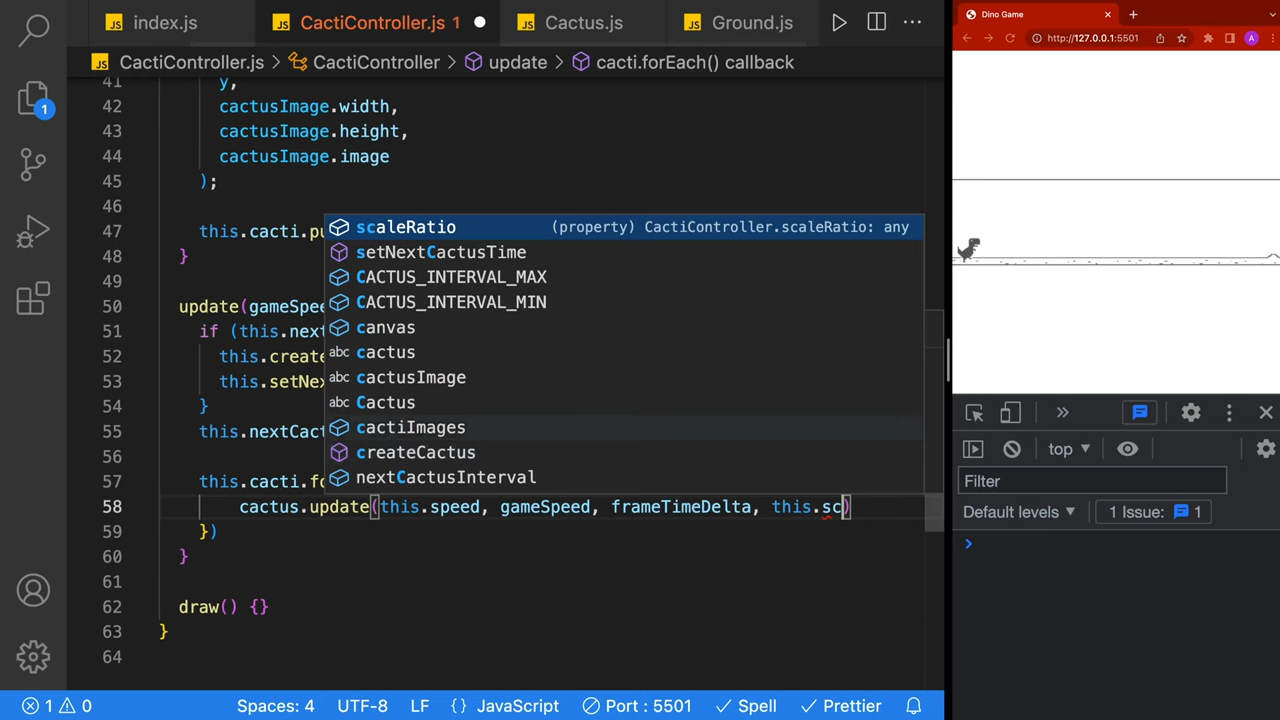 index.js
CactiController.js 1
Cactus.js
Ground.js
CactiController.js > CactiController > update > cacti.forEach() callback
41 y,
42 cactusImage.width,
43 cactusImage.height,
44 cactusImage.image
45 );
46
47 this.cacti.pu
48 }
49
50 update(gameSpee
51 if (this.next
52 this.create
53 this.setNex
54 }
55 this.nextCact
56
57 this.cacti.fo
58 cactus.update(this.speed, gameSpeed, frameTimeDelta, this.sc)
59 })
60 }
61
62 draw() {}
63 }
64
scaleRatio (property) CactiController.scaleRatio: any
setNextCactusTime
CACTUS_INTERVAL_MAX
CACTUS_INTERVAL_MIN
canvas
abc cactus
abc cactusImage
abc Cactus
cactiImages
createCactus
nextCactusInterval
1
1 0
Spaces: 4
UTF-8
LF
{} JavaScript
Port : 5501
Spell
Prettier
Dino Game
http://127.0.0.1:5501
A
top
Filter
Default levels
1 Issue: 1